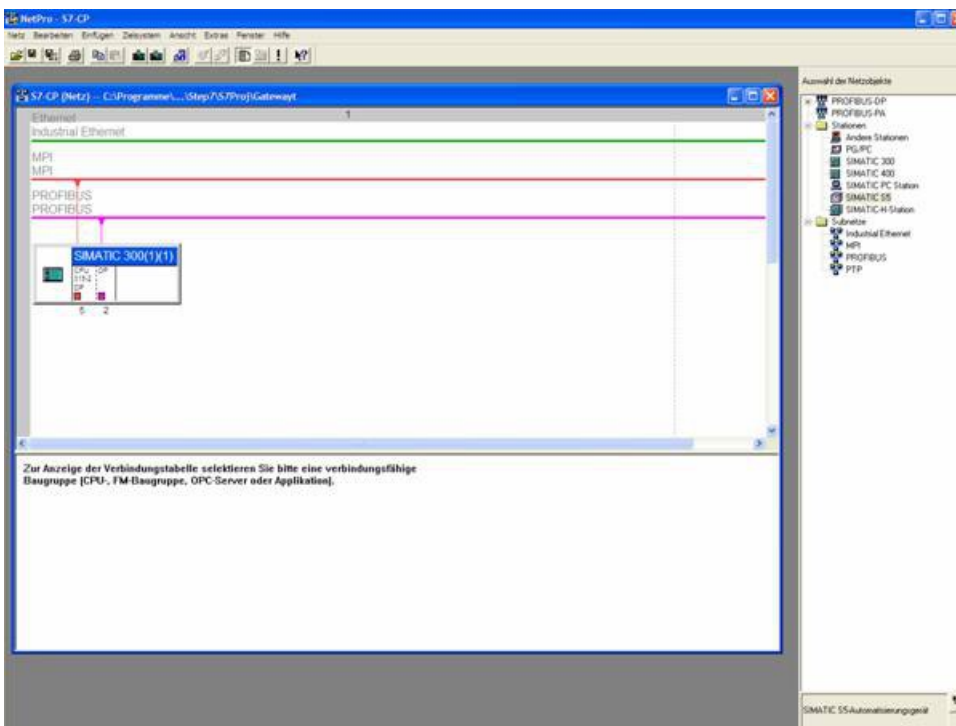 NetPro - S7-CP
Netz Bearbeiten Einfügen Zielsystem Ansicht Extras Fenster Hilfe
S7-CP (Netz) -- C:\Programme\...\Step7\S7Proj\Gatewayt
1
Ethernet
Industrial Ethernet
MPI
MPI
PROFIBUS
PROFIBUS
SIMATIC 300(1)(1)
CPU DP
DP
2
Zur Anzeige der Verbindungstabelle selektieren Sie bitte eine verbindungsfähige
Baugruppe (CPU-, FM-Baugruppe, OPC-Server oder Applikation).
Auswahl der Netzobjekte
PROFIBUS-DP
PROFIBUS-PA
Stationen
Andere Stationen
PG/PC
SIMATIC 300
SIMATIC 400
SIMATIC PC Station
SIMATIC S5
SIMATIC-H-Station
Subnetze
Industrial Ethernet
MPI
PROFIBUS
PTP
SIMATIC S5-Automatisierungsgerät